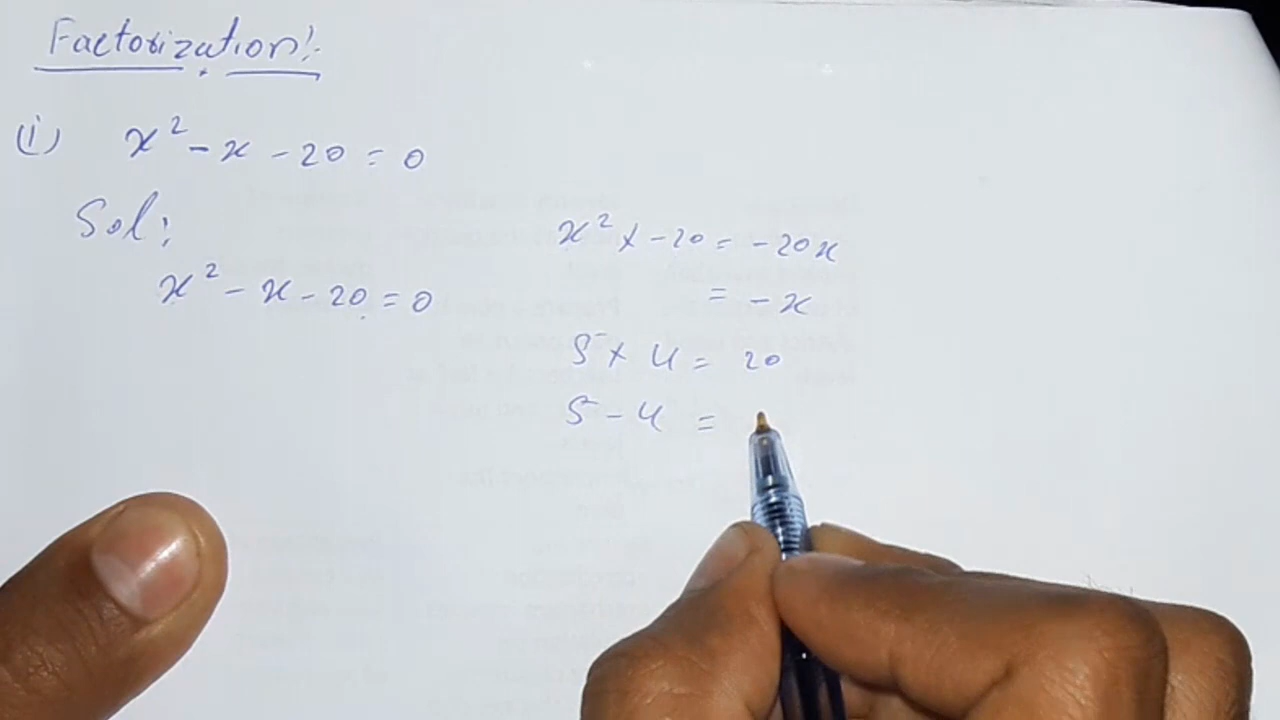 Factorization:-
(i) x² - x - 20 = 0
Sol:
x² - x - 20 = 0
x² x -20 = -20x
= -x
5 x 4 = 20
5 - 4 =